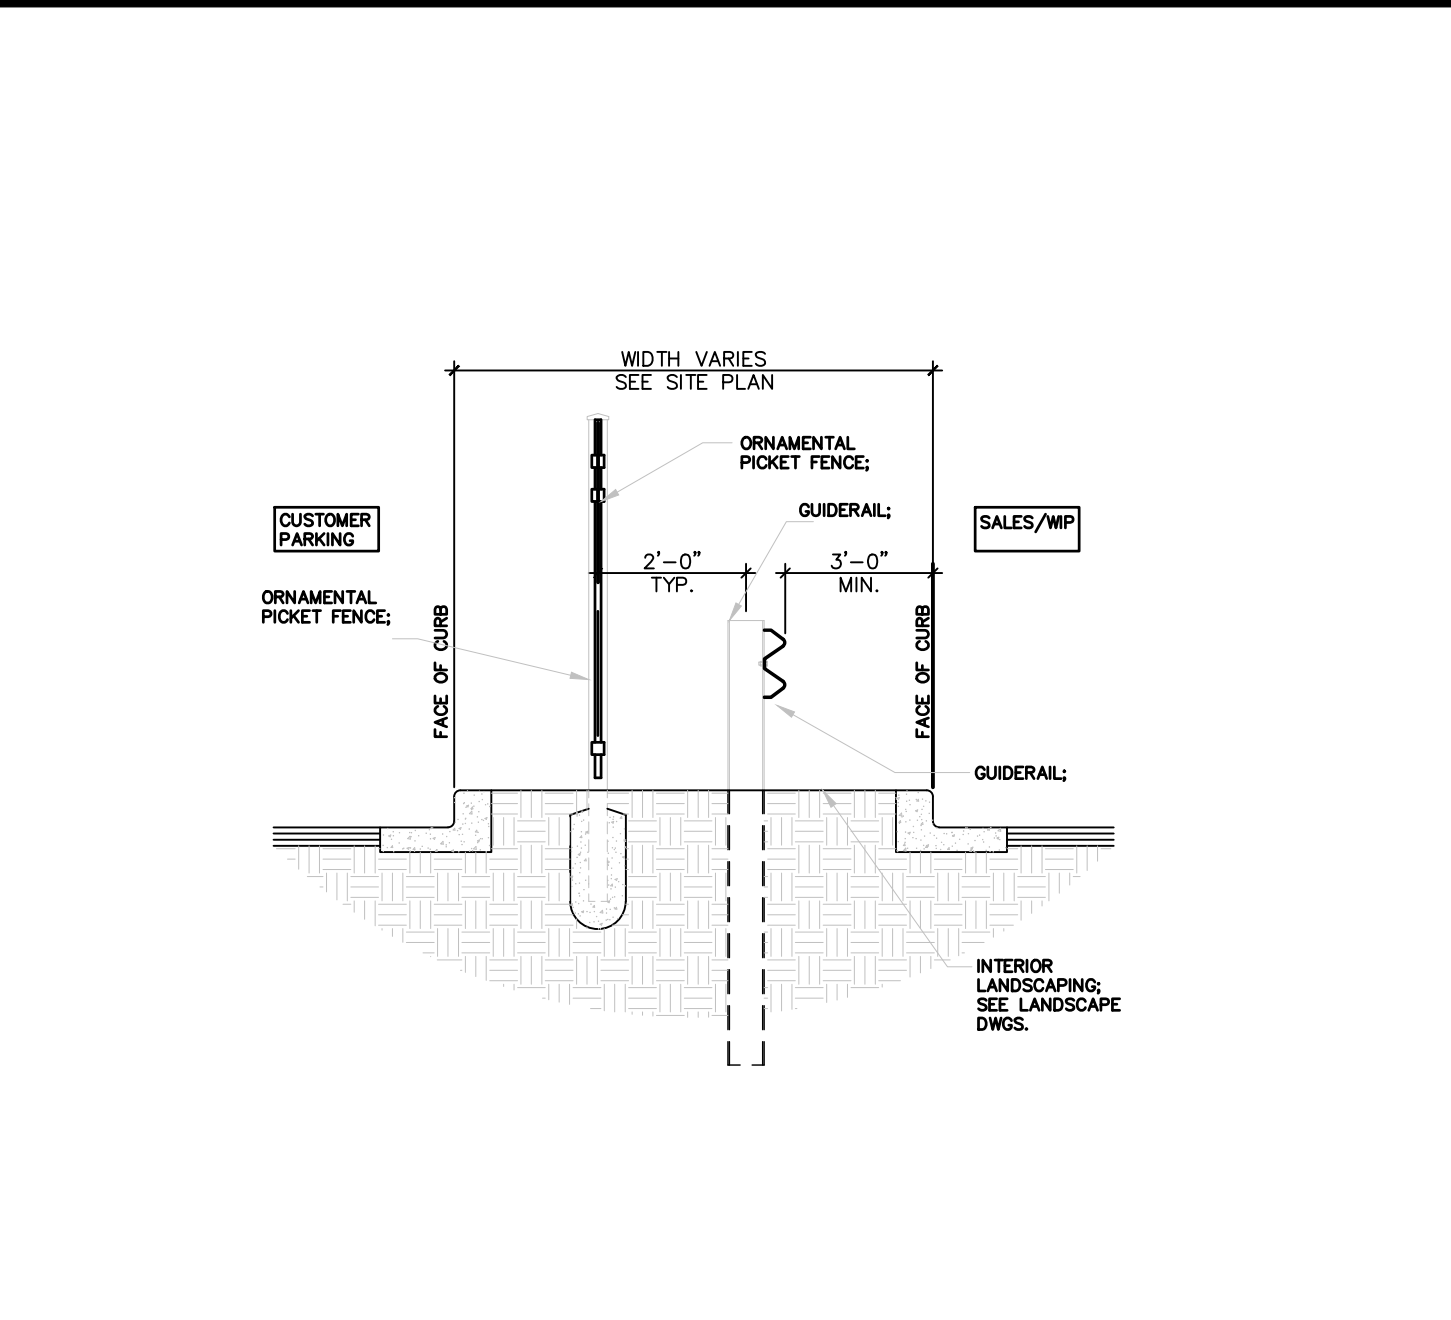 WIDTH VARIES
SEE SITE PLAN
ORNAMENTAL
PICKET FENCE;
GUIDERAIL;
CUSTOMER
PARKING
SALES/WIP
2'-0"
TYP.
3'-0"
MIN.
ORNAMENTAL
PICKET FENCE;
FACE OF CURB
FACE OF CURB
GUIDERAIL;
INTERIOR
LANDSCAPING;
SEE LANDSCAPE
DWGS.